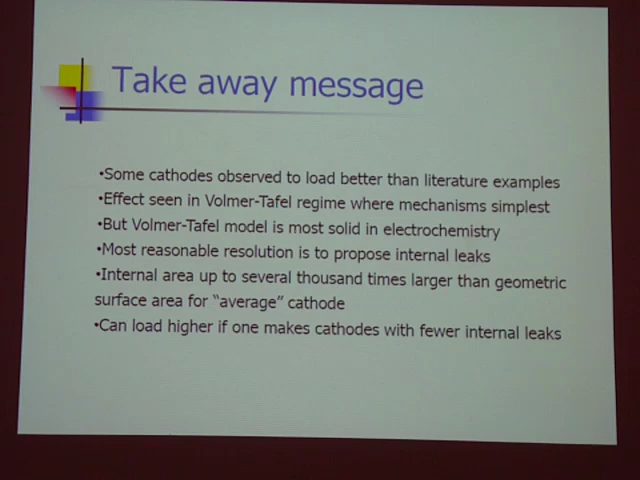 Take away message
•Some cathodes observed to load better than literature examples
•Effect seen in Volmer-Tafel regime where mechanisms simplest
•But Volmer-Tafel model is most solid in electrochemistry
•Most reasonable resolution is to propose internal leaks
•Internal area up to several thousand times larger than geometric
surface area for “average” cathode
•Can load higher if one makes cathodes with fewer internal leaks